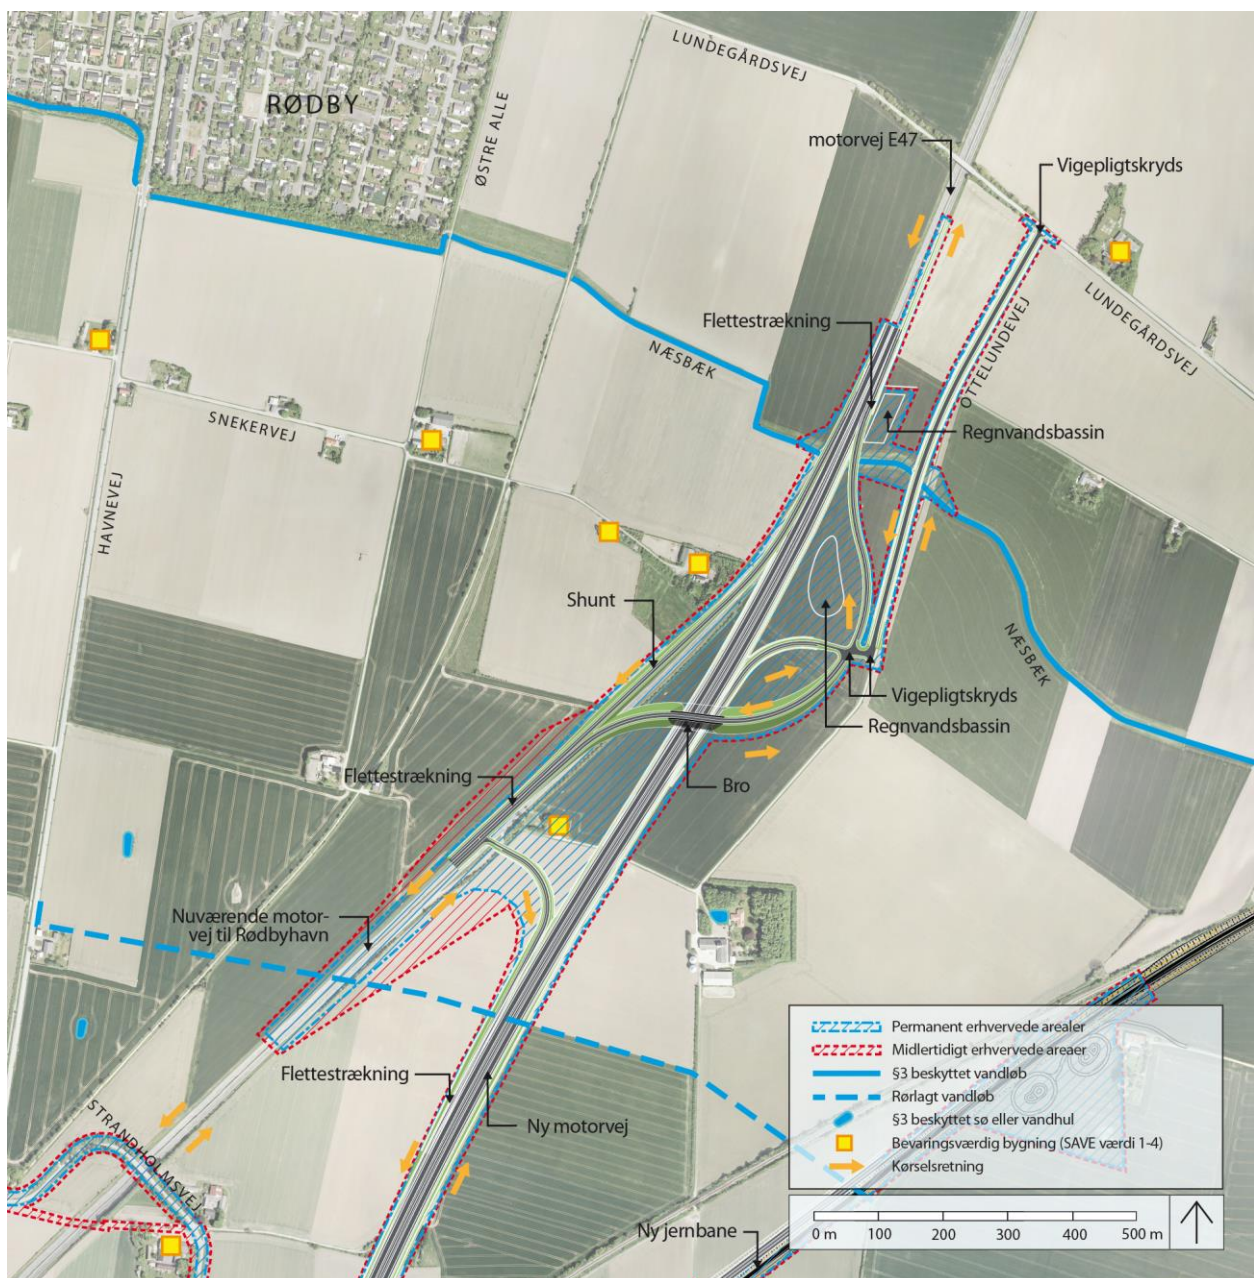 LUNDEGÅRDSVEJ
RØDBY
ØSTRE ALLE
motorvej E47
Vigepligtskryds
LUNDEGÅRDSVEJ
Flettestrækning
NÆSBÆK
OTTELUNDEVEJ
SNEKERVEJ
Regnvandsbassin
HAVNEVEJ
Shunt
NÆSBÆK
Vigepligtskryds
Regnvandsbassin
Flettestrækning
Bro
Nuværende motor-
vej til Rødbyhavn
Flettestrækning
Ny motorvej
STRANDHOLMSVEJ
Ny jernbane
Permanent erhvervede arealer
Midlertidigt erhvervede areaer
§3 beskyttet vandløb
Rørlagt vandløb
§3 beskyttet sø eller vandhul
Bevaringsværdig bygning (SAVE værdi 1-4)
Kørselsretning
0 m 100 200 300 400 500 m